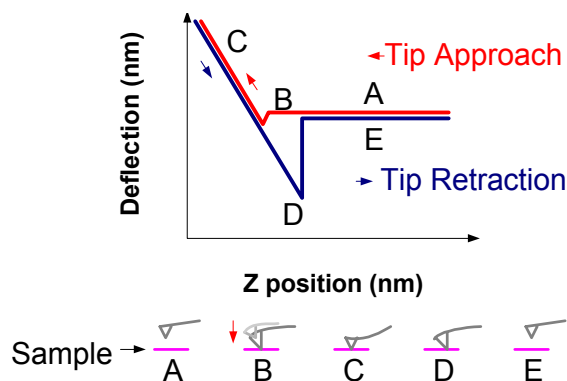 C
Tip Approach
B
A
E
Tip Retraction
D
Deflection (nm)
Z position (nm)
Sample
A B C D E